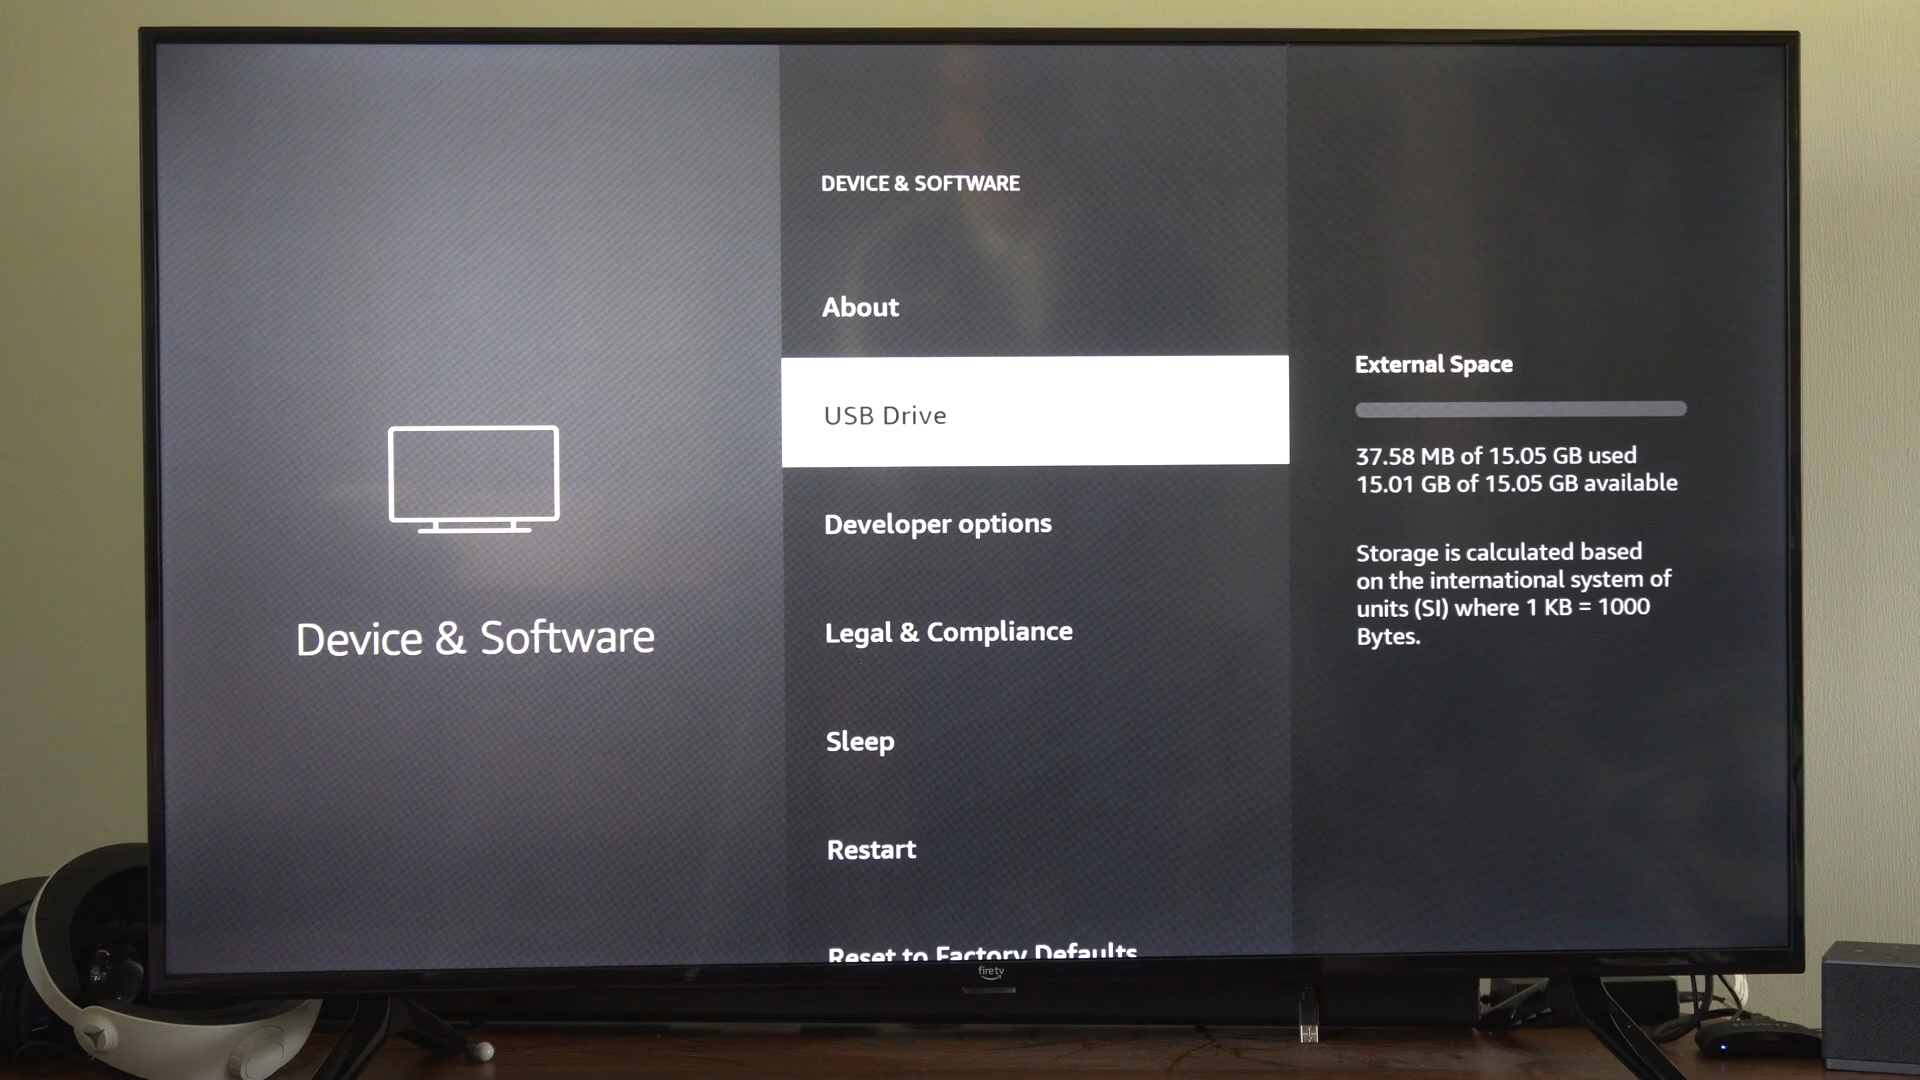 Device & Software
DEVICE & SOFTWARE
About
USB Drive
Developer options
Legal & Compliance
Sleep
Restart
Reset to Factory Defaults
External Space
37.58 MB of 15.05 GB used
15.01 GB of 15.05 GB available
Storage is calculated based
on the international system of
units (SI) where 1 KB = 1000
Bytes.
fire tv